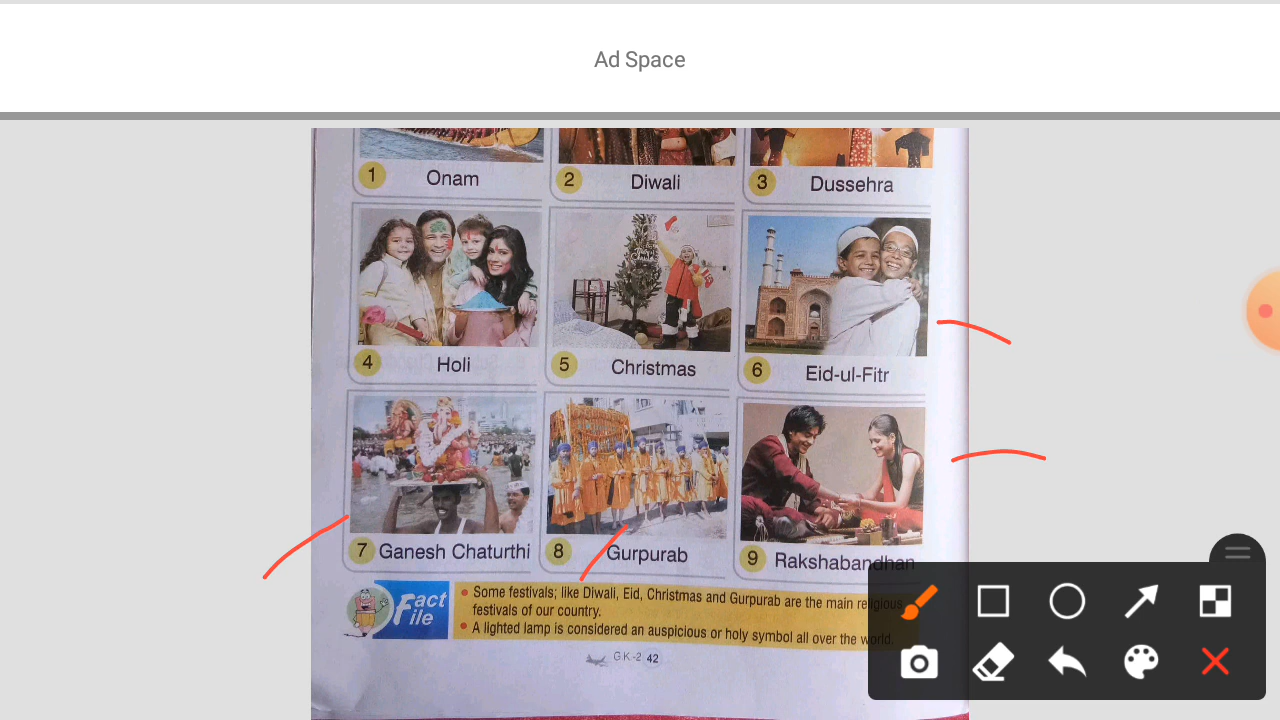 Ad Space
1 Onam
2 Diwali
3 Dussehra
4 Holi
5 Christmas
6 Eid-ul-Fitr
7 Ganesh Chaturthi
8 Gurpurab
9 Rakshabandhan
Fact File
• Some festivals; like Diwali, Eid, Christmas and Gurpurab are the main religious
festivals of our country.
• A lighted lamp is considered an auspicious or holy symbol all over the world.
G.K.-2 42